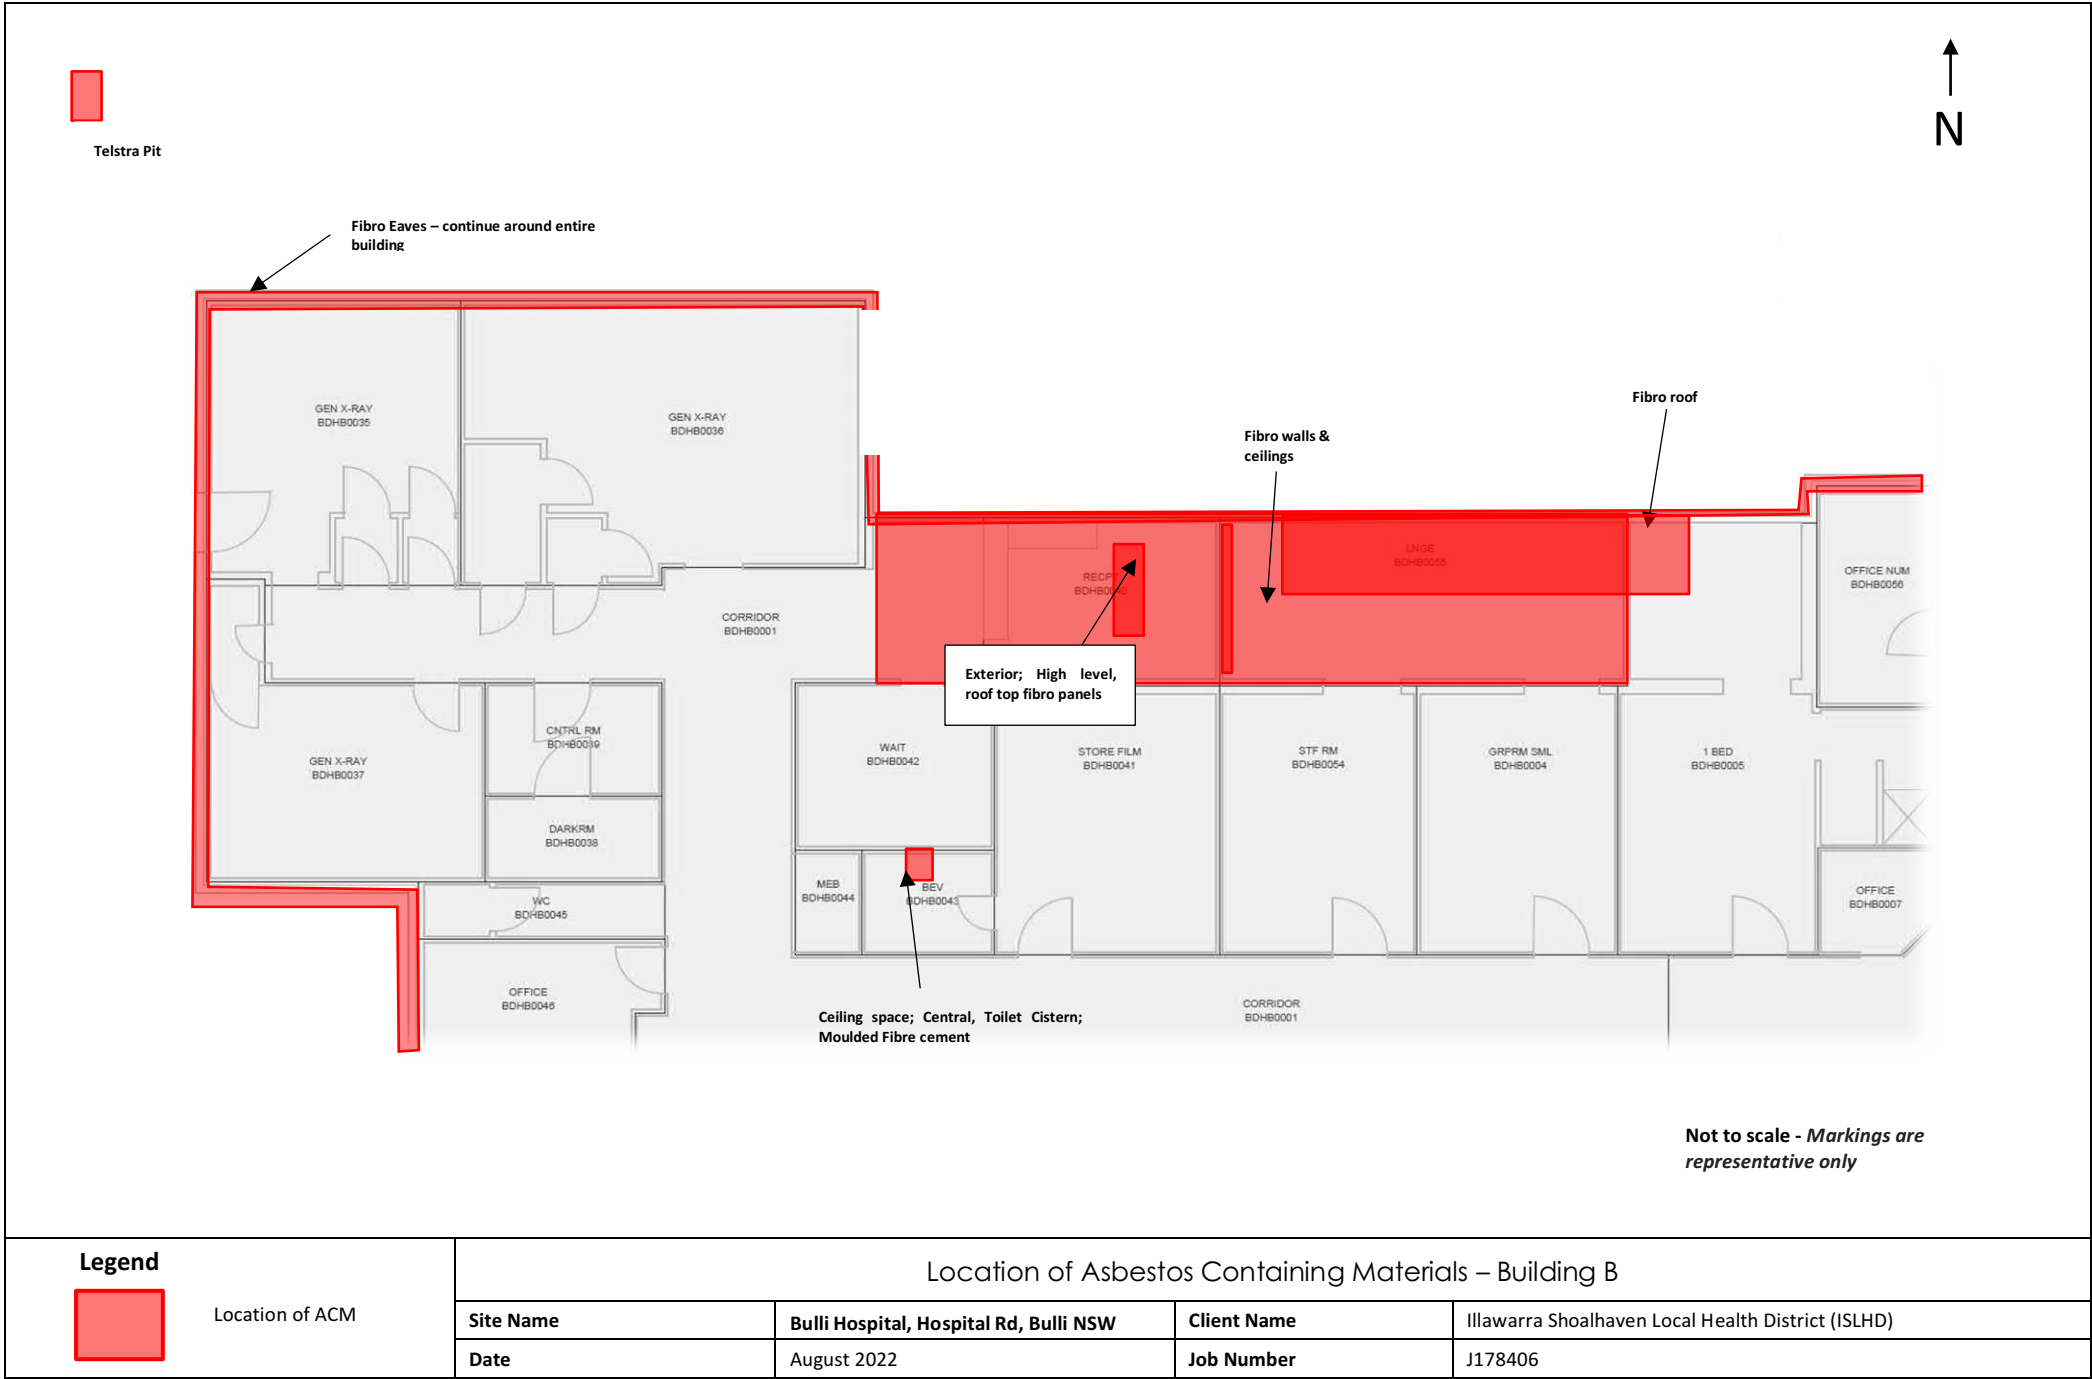 N
Telstra Pit
Fibro Eaves – continue around entire
building
Fibro roof
GEN X-RAY
BDHB0035
GEN X-RAY
BDHB0036
Fibro walls &
ceilings
LNGE
BDHB0055
RECPT
BDHB0040
OFFICE NUM
BDHB0056
CORRIDOR
BDHB0001
Exterior; High level,
roof top fibro panels
CNTRL RM
BDHB0039
GEN X-RAY
BDHB0037
WAIT
BDHB0042
STORE FILM
BDHB0041
STF RM
BDHB0054
GRPRM SML
BDHB0004
1 BED
BDHB0005
DARKRM
BDHB0038
MEB
BDHB0044
BEV
BDHB0043
OFFICE
BDHB0007
WC
BDHB0045
OFFICE
BDHB0046
CORRIDOR
BDHB0001
Ceiling space; Central, Toilet Cistern;
Moulded Fibre cement
Not to scale - Markings are
representative only
Legend
Location of ACM
Location of Asbestos Containing Materials – Building B
Site Name
Bulli Hospital, Hospital Rd, Bulli NSW
Client Name
Illawarra Shoalhaven Local Health District (ISLHD)
Date
August 2022
Job Number
J178406